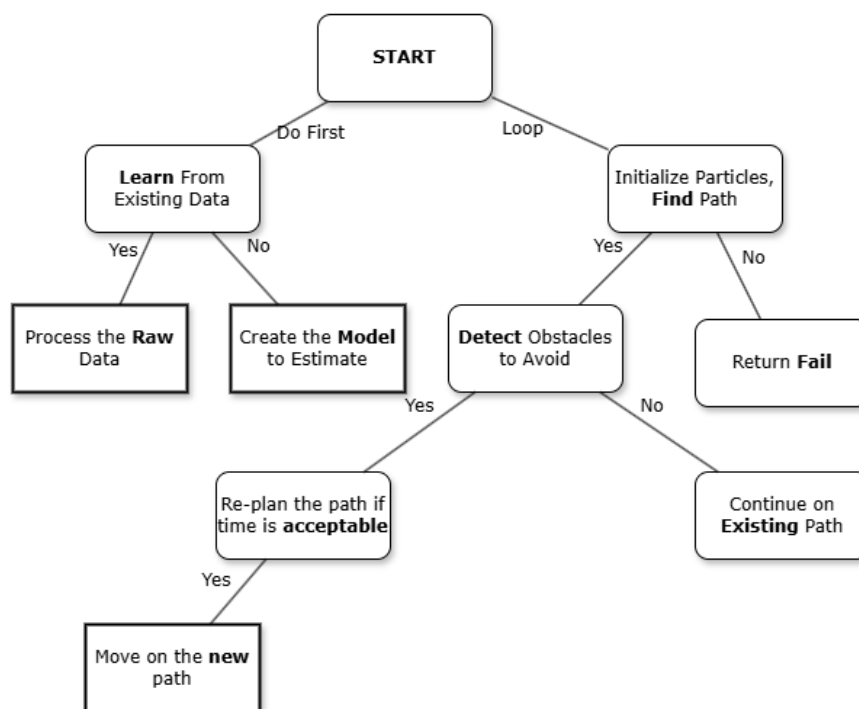 START
Do First
Loop
Learn From
Existing Data
Initialize Particles,
Find Path
Yes
No
Yes
No
Process the Raw
Data
Create the Model
to Estimate
Detect Obstacles
to Avoid
Return Fail
Yes
No
Re-plan the path if
time is acceptable
Continue on
Existing Path
Yes
Move on the new
path